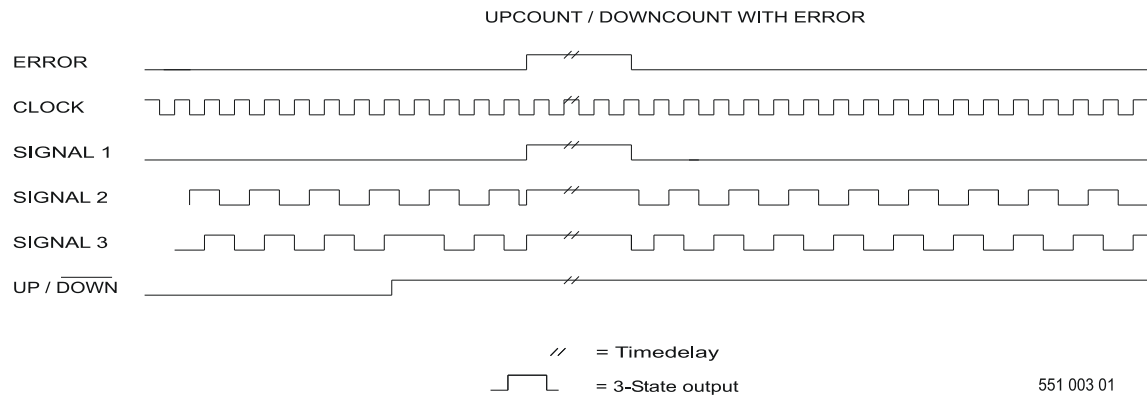 UPCOUNT / DOWNCOUNT WITH ERROR
ERROR
CLOCK
SIGNAL 1
SIGNAL 2
SIGNAL 3
UP / DOWN
// = Timedelay
= 3-State output
551 003 01